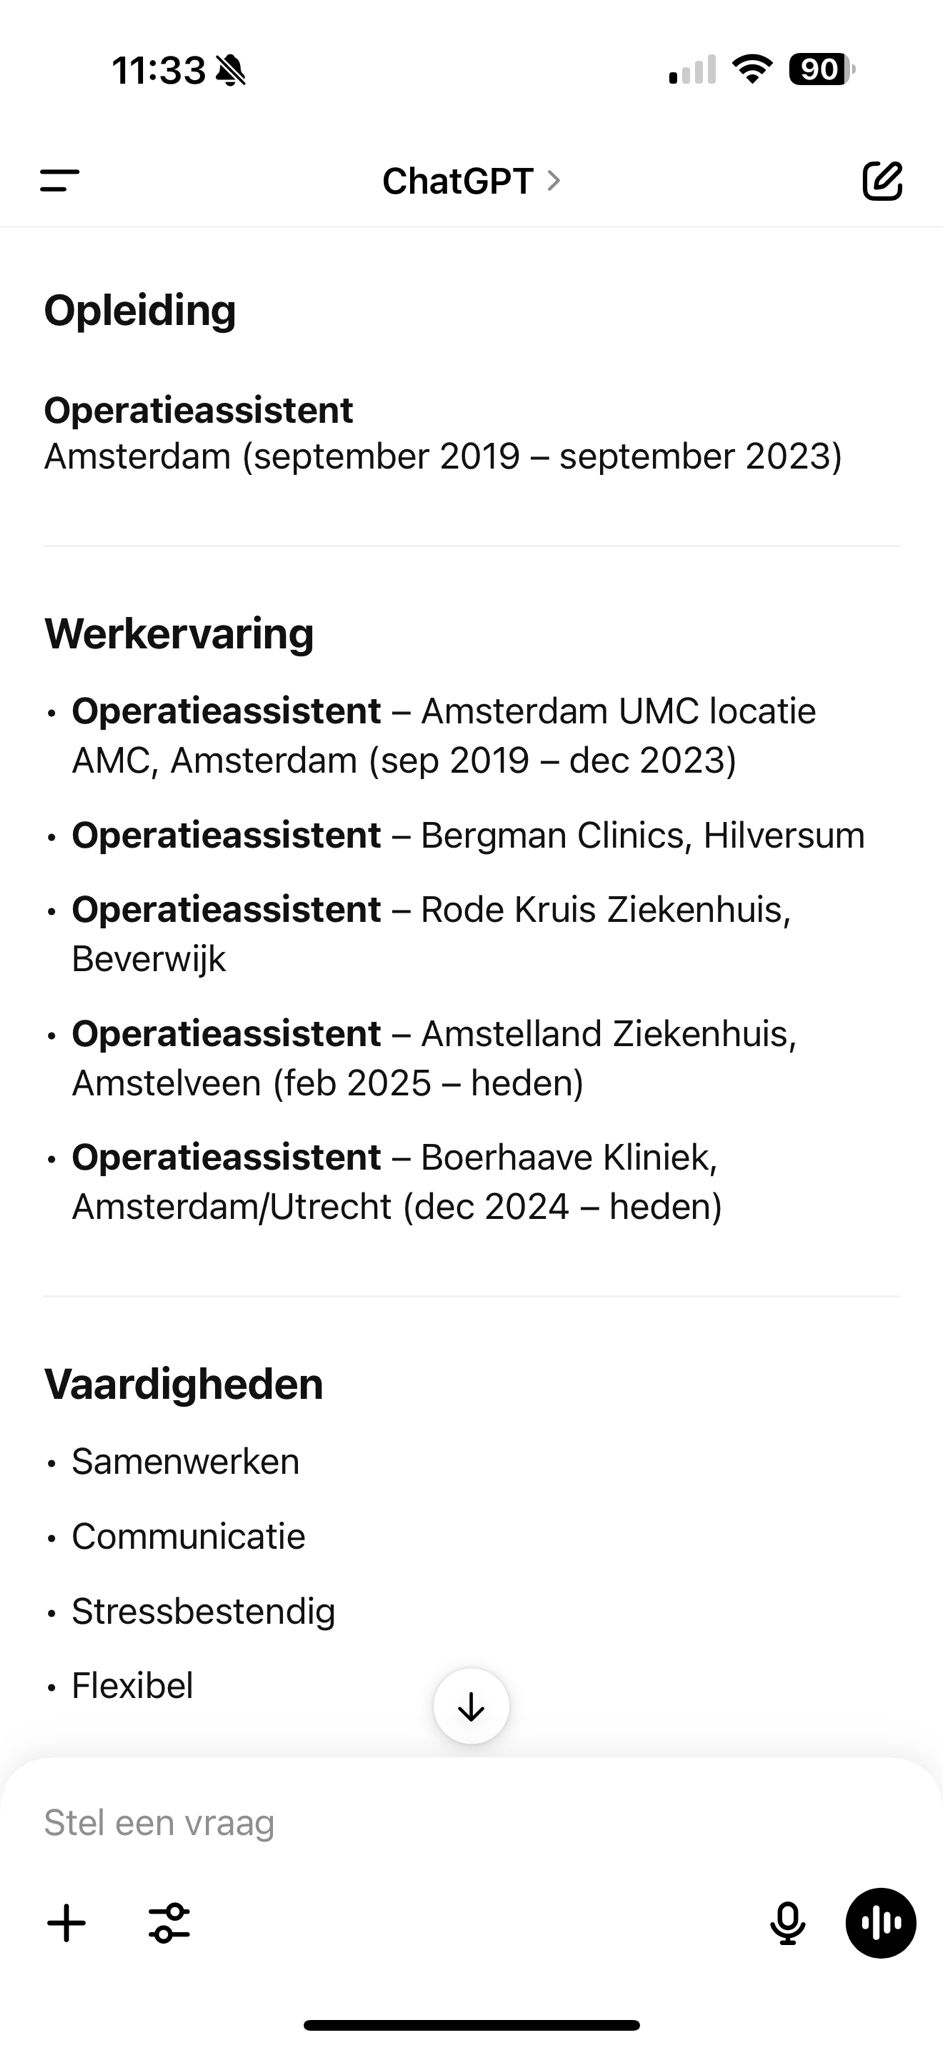 11:33
90
ChatGPT >
Opleiding
Operatieassistent
Amsterdam (september 2019 – september 2023)
Werkervaring
• Operatieassistent – Amsterdam UMC locatie
AMC, Amsterdam (sep 2019 – dec 2023)
• Operatieassistent – Bergman Clinics, Hilversum
• Operatieassistent – Rode Kruis Ziekenhuis,
Beverwijk
• Operatieassistent – Amstelland Ziekenhuis,
Amstelveen (feb 2025 – heden)
• Operatieassistent – Boerhaave Kliniek,
Amsterdam/Utrecht (dec 2024 – heden)
Vaardigheden
• Samenwerken
• Communicatie
• Stressbestendig
• Flexibel
Stel een vraag